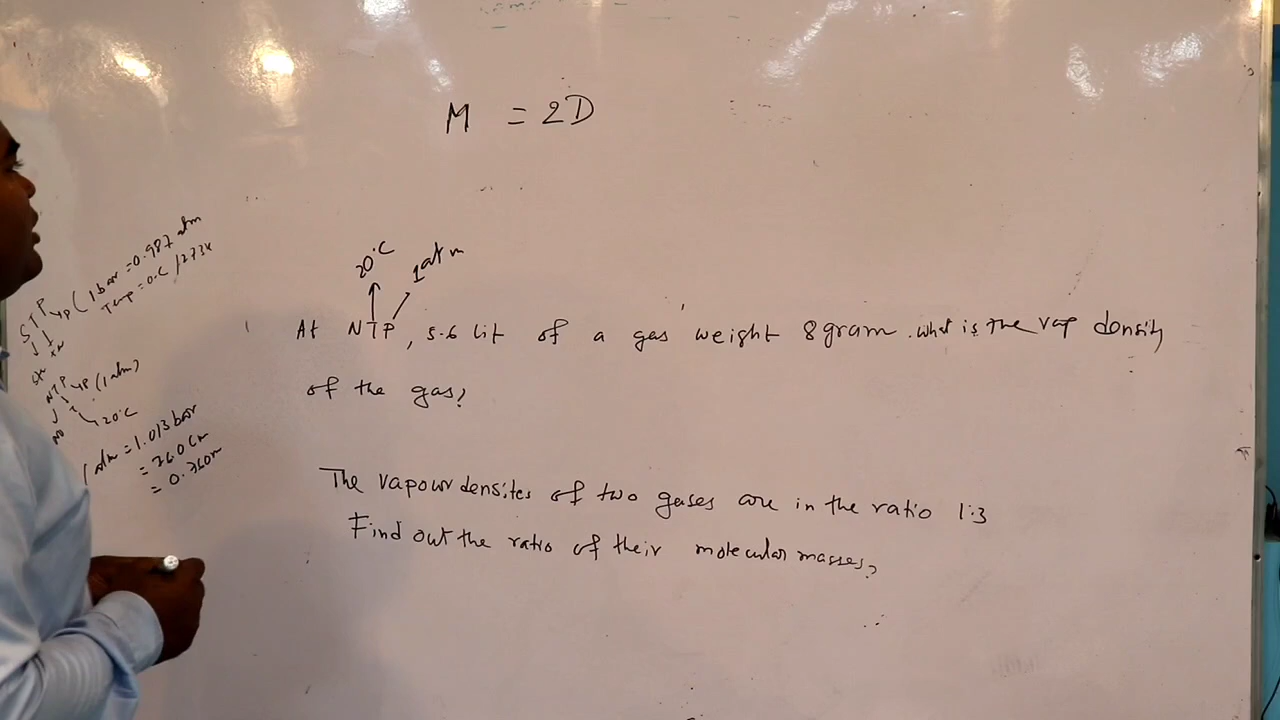 M = 2D
20°C
1 atm
At NTP, 5.6 lit of a gas weight 8 gram. what is the vap density
of the gas?
The vapour densites of two gases are in the ratio 1:3
Find out the ratio of their molecular masses?
STP
(1 bar = 0.987 atm
Temp = 0°C / 273K
NTP
(1 atm)
20°C
1 atm = 1.013 bar
= 76.0 cm
= 0.760m